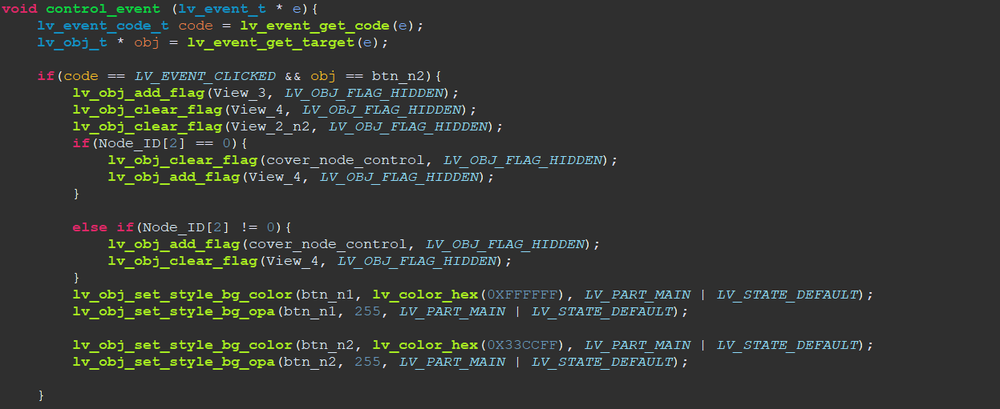 void control_event (lv_event_t * e){
lv_event_code_t code = lv_event_get_code(e);
lv_obj_t * obj = lv_event_get_target(e);
if(code == LV_EVENT_CLICKED && obj == btn_n2){
lv_obj_add_flag(View_3, LV_OBJ_FLAG_HIDDEN);
lv_obj_clear_flag(View_4, LV_OBJ_FLAG_HIDDEN);
lv_obj_clear_flag(View_2_n2, LV_OBJ_FLAG_HIDDEN);
if(Node_ID[2] == 0){
lv_obj_clear_flag(cover_node_control, LV_OBJ_FLAG_HIDDEN);
lv_obj_add_flag(View_4, LV_OBJ_FLAG_HIDDEN);
}
else if(Node_ID[2] != 0){
lv_obj_add_flag(cover_node_control, LV_OBJ_FLAG_HIDDEN);
lv_obj_clear_flag(View_4, LV_OBJ_FLAG_HIDDEN);
}
lv_obj_set_style_bg_color(btn_n1, lv_color_hex(0XFFFFFF), LV_PART_MAIN | LV_STATE_DEFAULT);
lv_obj_set_style_bg_opa(btn_n1, 255, LV_PART_MAIN | LV_STATE_DEFAULT);
lv_obj_set_style_bg_color(btn_n2, lv_color_hex(0X33CCFF), LV_PART_MAIN | LV_STATE_DEFAULT);
lv_obj_set_style_bg_opa(btn_n2, 255, LV_PART_MAIN | LV_STATE_DEFAULT);
}